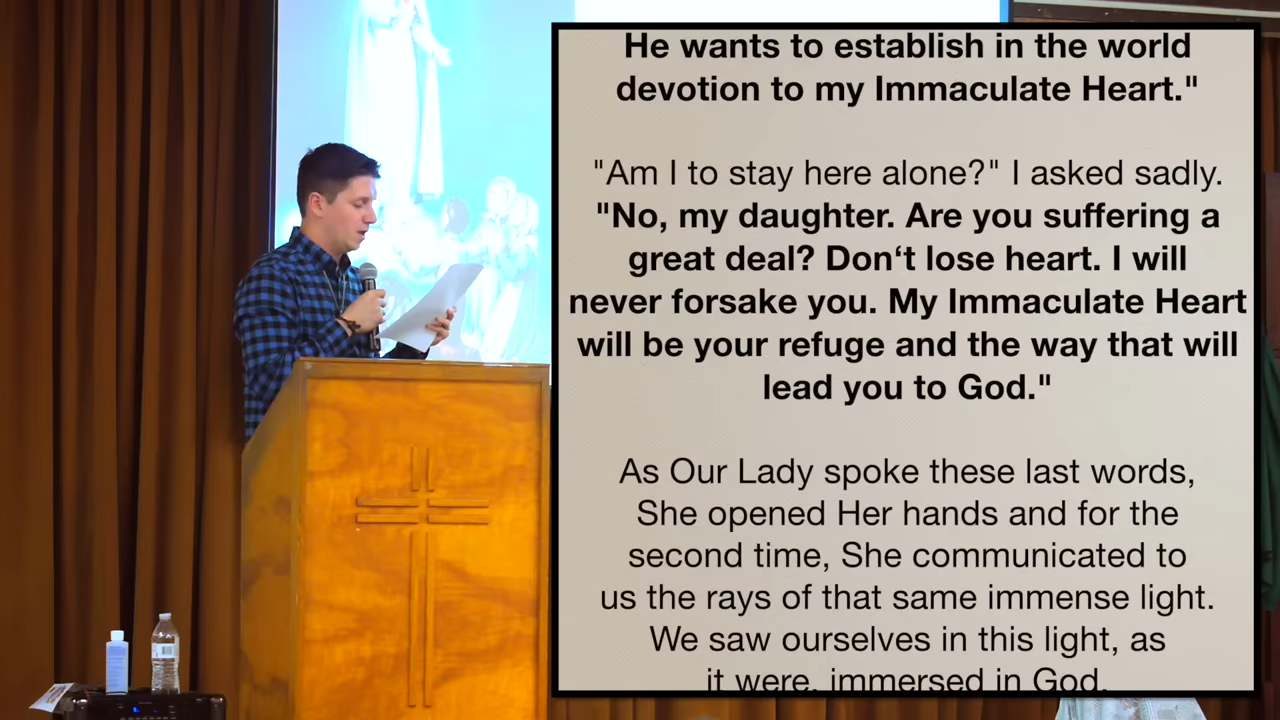 He wants to establish in the world
devotion to my Immaculate Heart."
"Am I to stay here alone?" I asked sadly.
"No, my daughter. Are you suffering a
great deal? Don‘t lose heart. I will
never forsake you. My Immaculate Heart
will be your refuge and the way that will
lead you to God."
As Our Lady spoke these last words,
She opened Her hands and for the
second time, She communicated to
us the rays of that same immense light.
We saw ourselves in this light, as
it were, immersed in God.